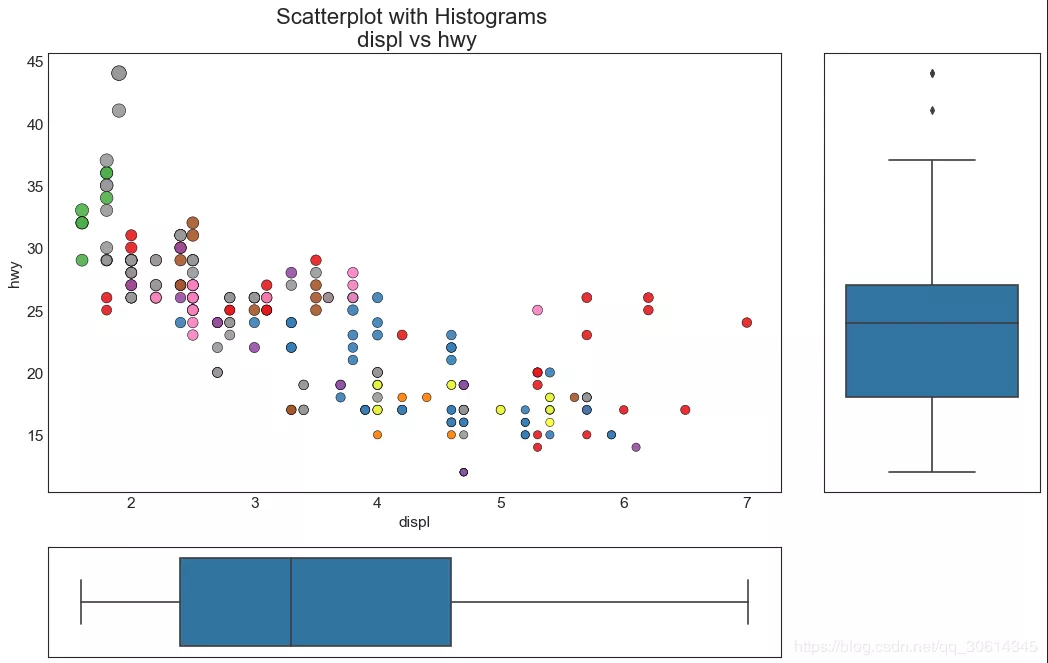 Scatterplot with Histograms
displ vs hwy
45
40
35
30
25
20
15
hwy
2 3 4 5 6 7
displ
https://blog.csdn.net/qq_30614345